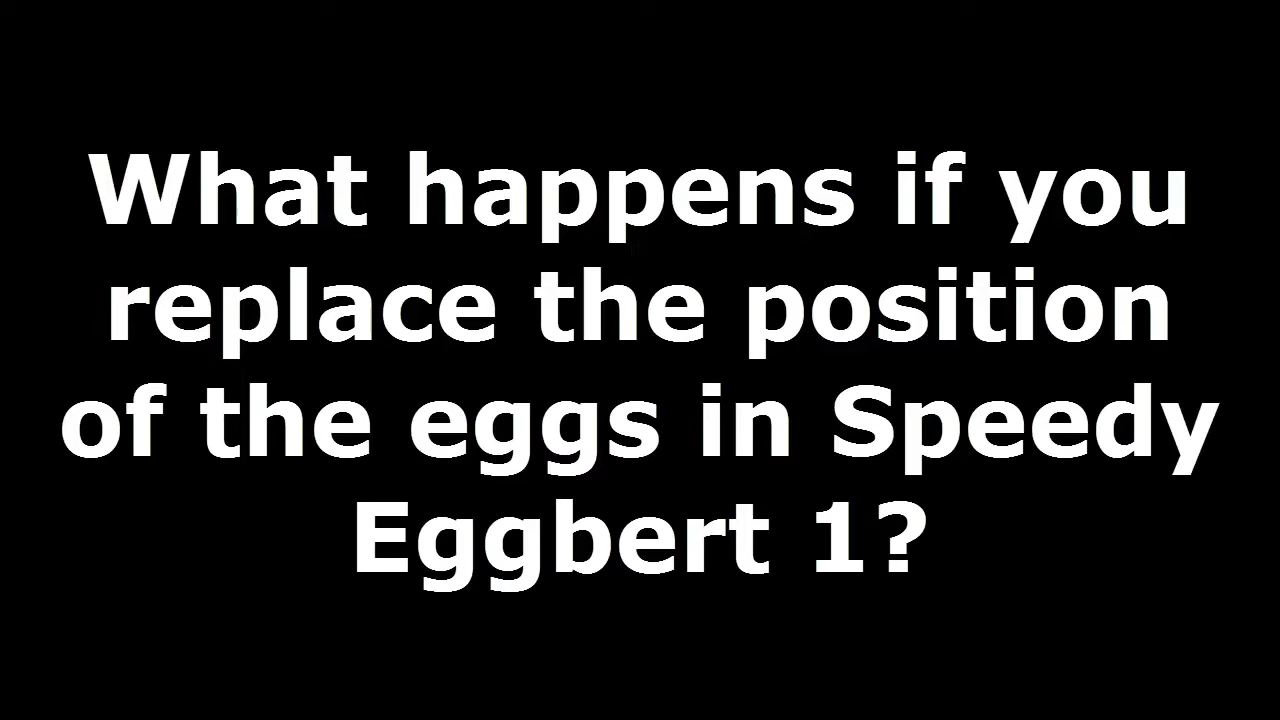 What happens if you
replace the position
of the eggs in Speedy
Eggbert 1?